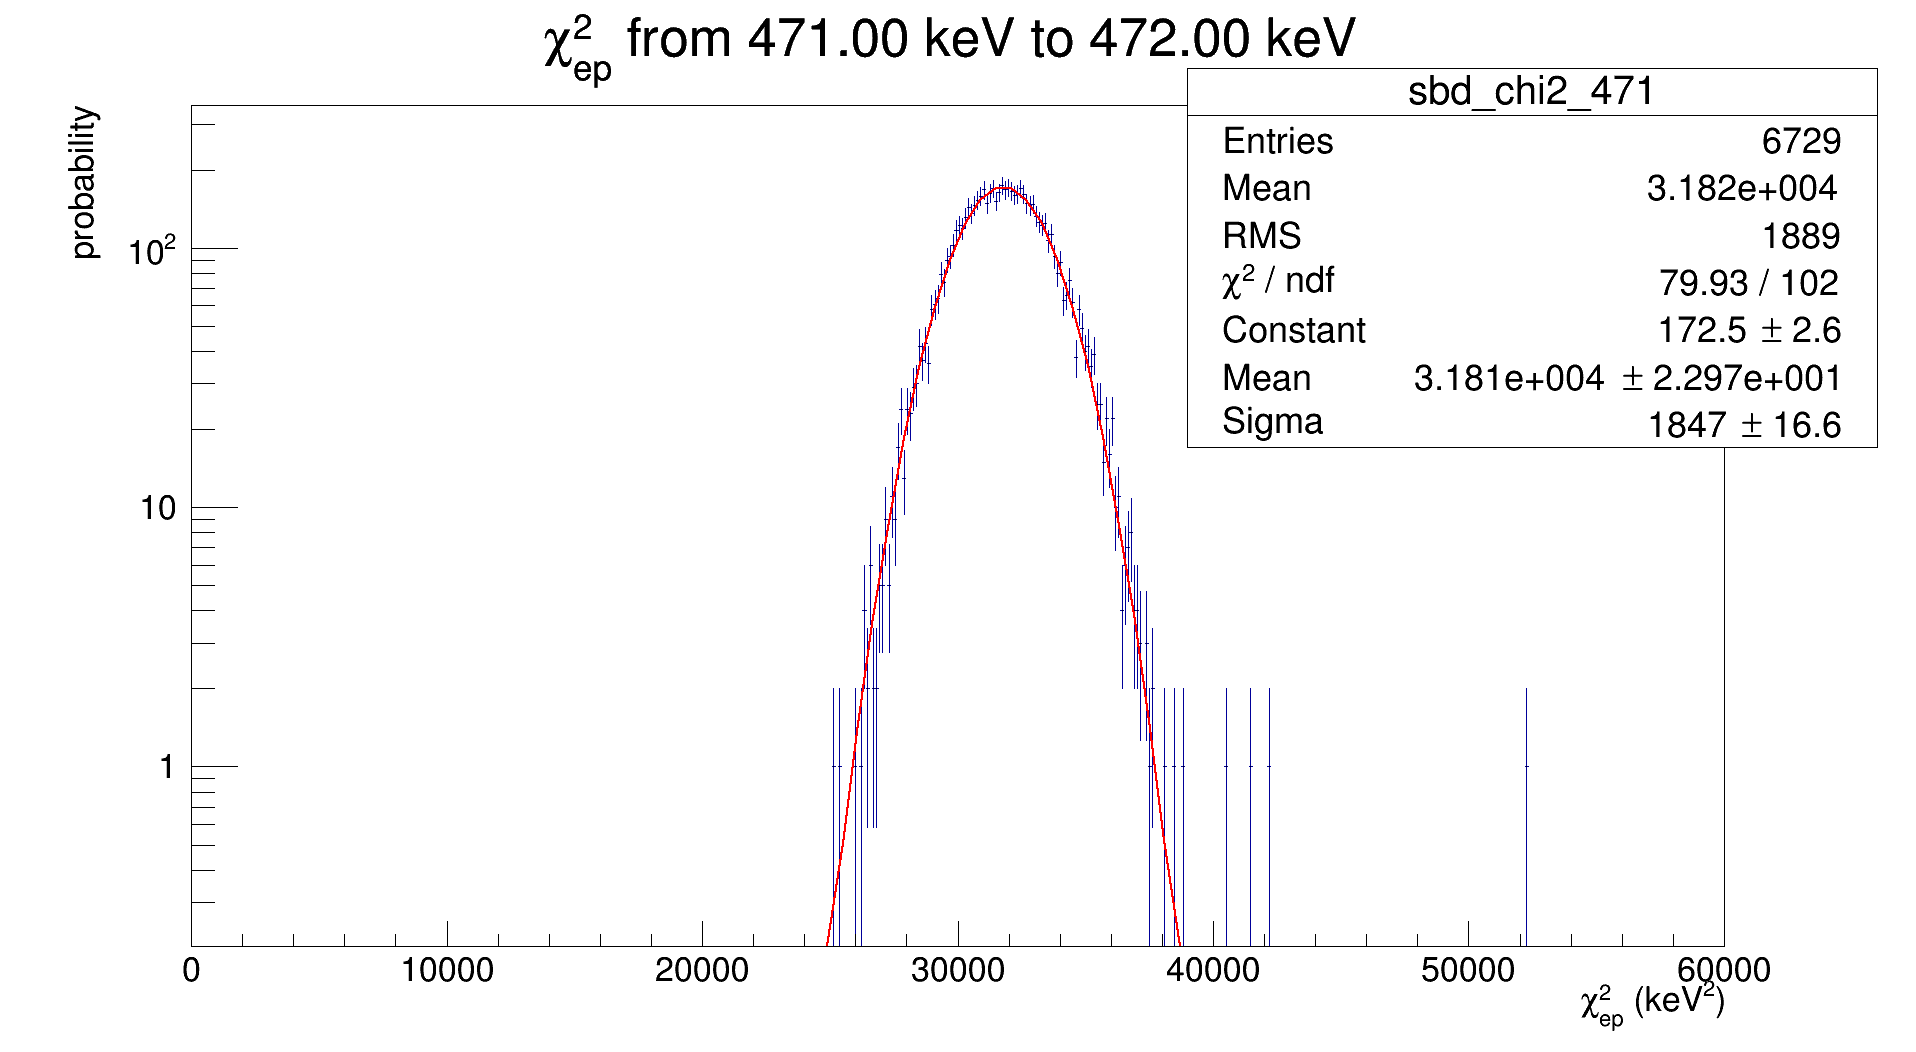 χ²ep from 471.00 keV to 472.00 keV
sbd_chi2_471
Entries 6729
Mean 3.182e+004
RMS 1889
χ² / ndf 79.93 / 102
Constant 172.5 ± 2.6
Mean 3.181e+004 ± 2.297e+001
Sigma 1847 ± 16.6
probability
10²
10
1
0 10000 20000 30000 40000 50000 60000
χ²ep (keV²)